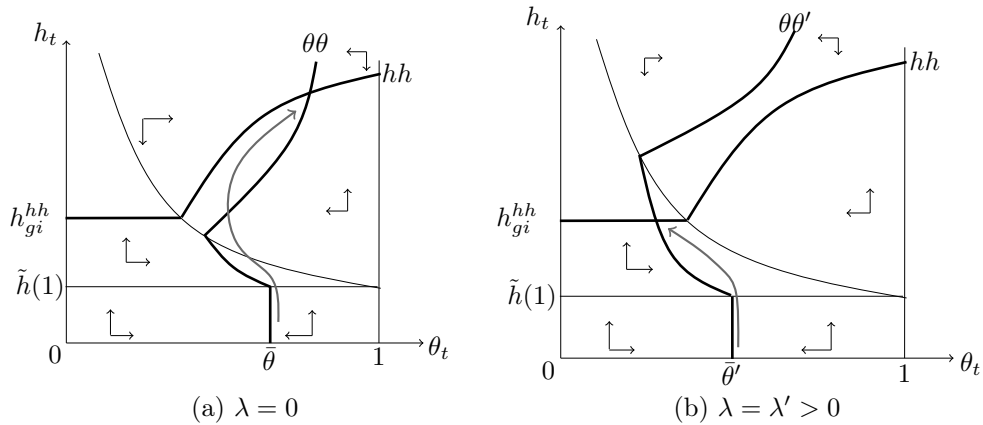 h_t
θθ
hh
h_{gi}^{hh}
h̃(1)
0
θ̄
1
θ_t
(a) λ = 0
h_t
θθ′
hh
h_{gi}^{hh}
h̃(1)
0
θ̄′
1
θ_t
(b) λ = λ′ > 0